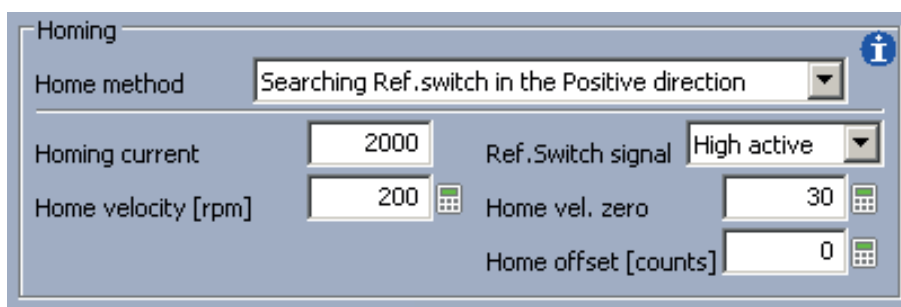 Homing
Home method Searching Ref.switch in the Positive direction
Homing current 2000 Ref.Switch signal High active
Home velocity [rpm] 200 Home vel. zero 30
Home offset [counts] 0